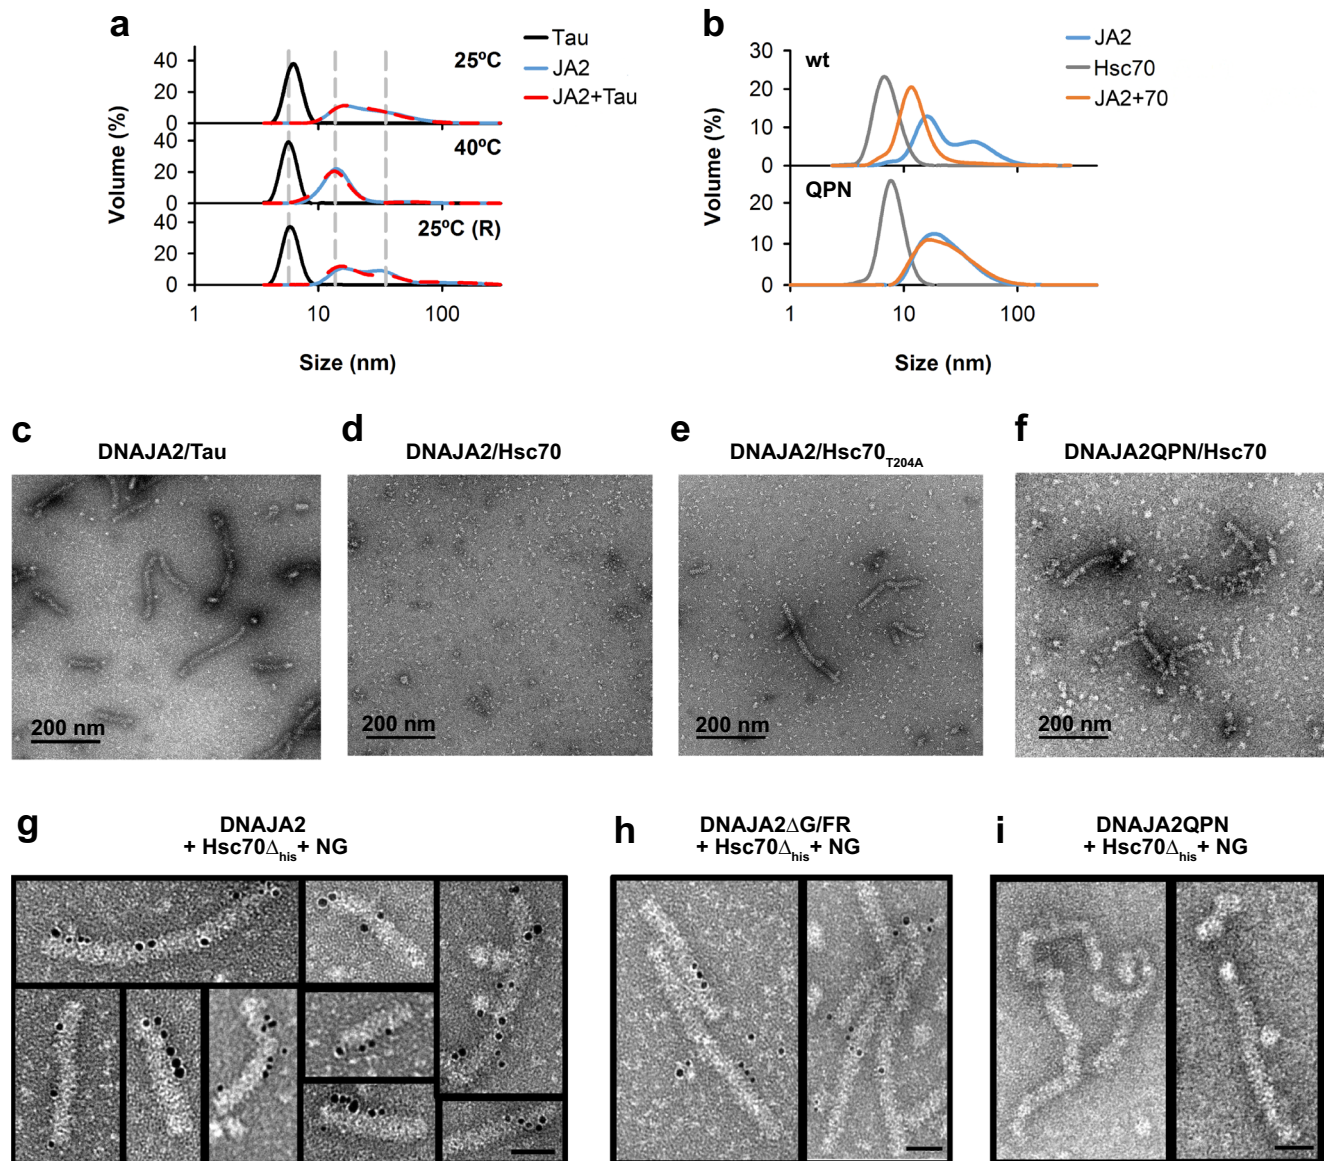 a
Tau
JA2
JA2+Tau
25ºC
40
20
0
40ºC
40
20
0
25ºC (R)
40
20
0
Volume (%)
1
10
100
Size (nm)
b
JA2
Hsc70
JA2+70
wt
30
20
10
0
QPN
20
10
0
Volume (%)
1
10
100
Size (nm)
c
DNAJA2/Tau
200 nm
d
DNAJA2/Hsc70
200 nm
e
DNAJA2/Hsc70T204A
200 nm
f
DNAJA2QPN/Hsc70
200 nm
g
DNAJA2
+ Hsc70Δhis+ NG
h
DNAJA2ΔG/FR
+ Hsc70Δhis+ NG
i
DNAJA2QPN
+ Hsc70Δhis+ NG